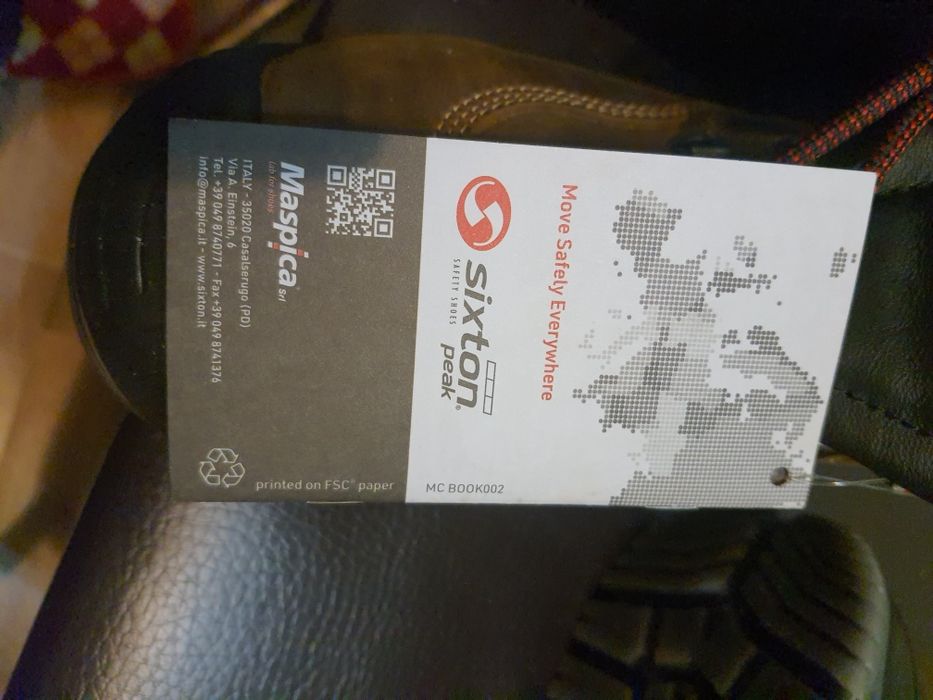 Move Safely Everywhere
sixton
peak®
SAFETY SHOES
MC BOOK002
Maspica® srl
lab for shoes
ITALY - 35020 Casalserugo (PD)
Via A. Einstein, 6
Tel. +39 049 8740771 - Fax +39 049 8741376
info@maspica.it - www.sixton.it
printed on FSC® paper